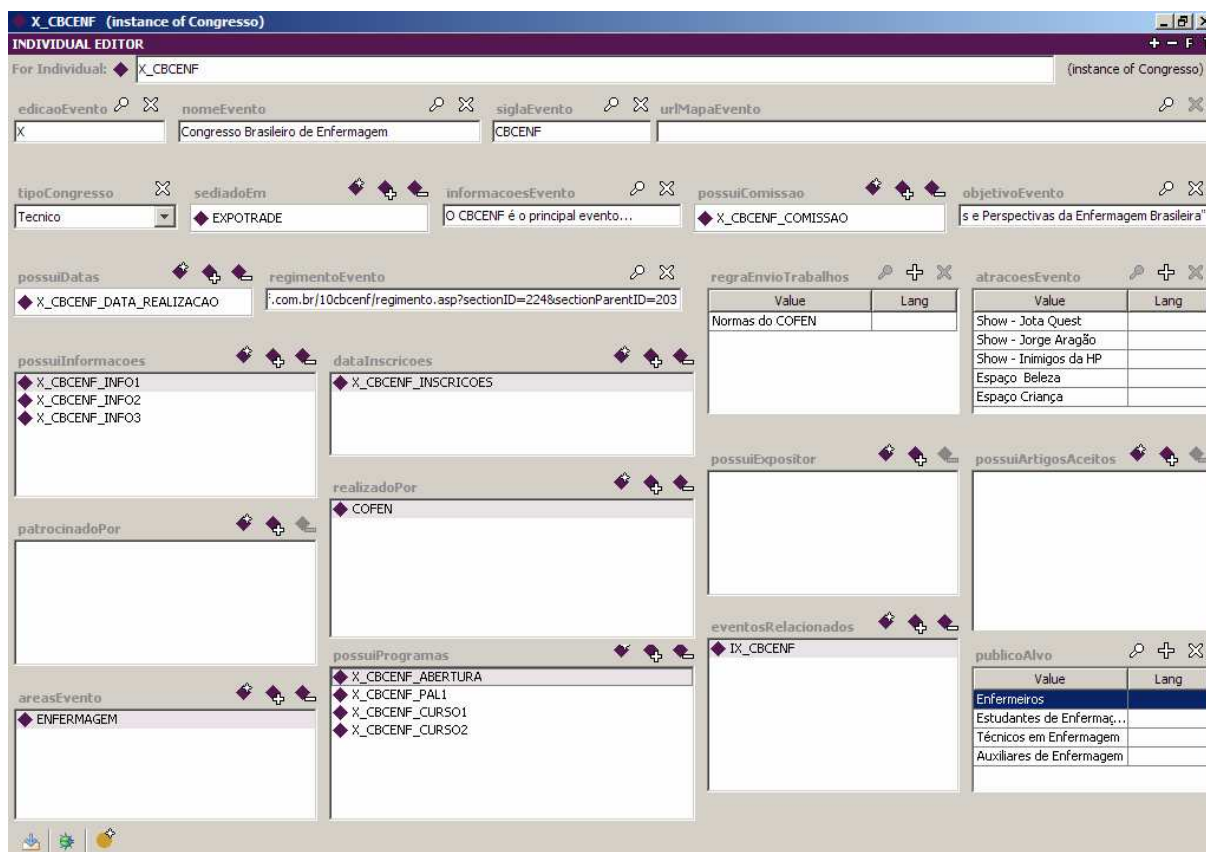 X_CBCENF (instance of Congresso)
INDIVIDUAL EDITOR
+ − F
For Individual: X_CBCENF (instance of Congresso)
edicaoEvento nomeEvento siglaEvento urlMapaEvento
X Congresso Brasileiro de Enfermagem CBCENF
tipoCongresso sediadoEm informacoesEvento possuiComissao objetivoEvento
Tecnico EXPOTRADE O CBCENF é o principal evento... X_CBCENF_COMISSAO s e Perspectivas da Enfermagem Brasileira"
possuiDatas regimentoEvento
X_CBCENF_DATA_REALIZACAO .com.br/10cbcenf/regimento.asp?sectionID=224&sectionParentID=203
regraEnvioTrabalhos
Value Lang
Normas do COFEN
atracoesEvento
Value Lang
Show - Jota Quest
Show - Jorge Aragão
Show - Inimigos da HP
Espaço Beleza
Espaço Criança
possuiInformacoes
X_CBCENF_INFO1
X_CBCENF_INFO2
X_CBCENF_INFO3
dataInscricoes
X_CBCENF_INSCRICOES
possuiExpositor
possuiArtigosAceitos
realizadoPor
COFEN
patrocinadoPor
eventosRelacionados
IX_CBCENF
possuiProgramas
X_CBCENF_ABERTURA
X_CBCENF_PAL1
X_CBCENF_CURSO1
X_CBCENF_CURSO2
publicoAlvo
Value Lang
Enfermeiros
Estudantes de Enfermaç...
Técnicos em Enfermagem
Auxiliares de Enfermagem
areasEvento
ENFERMAGEM